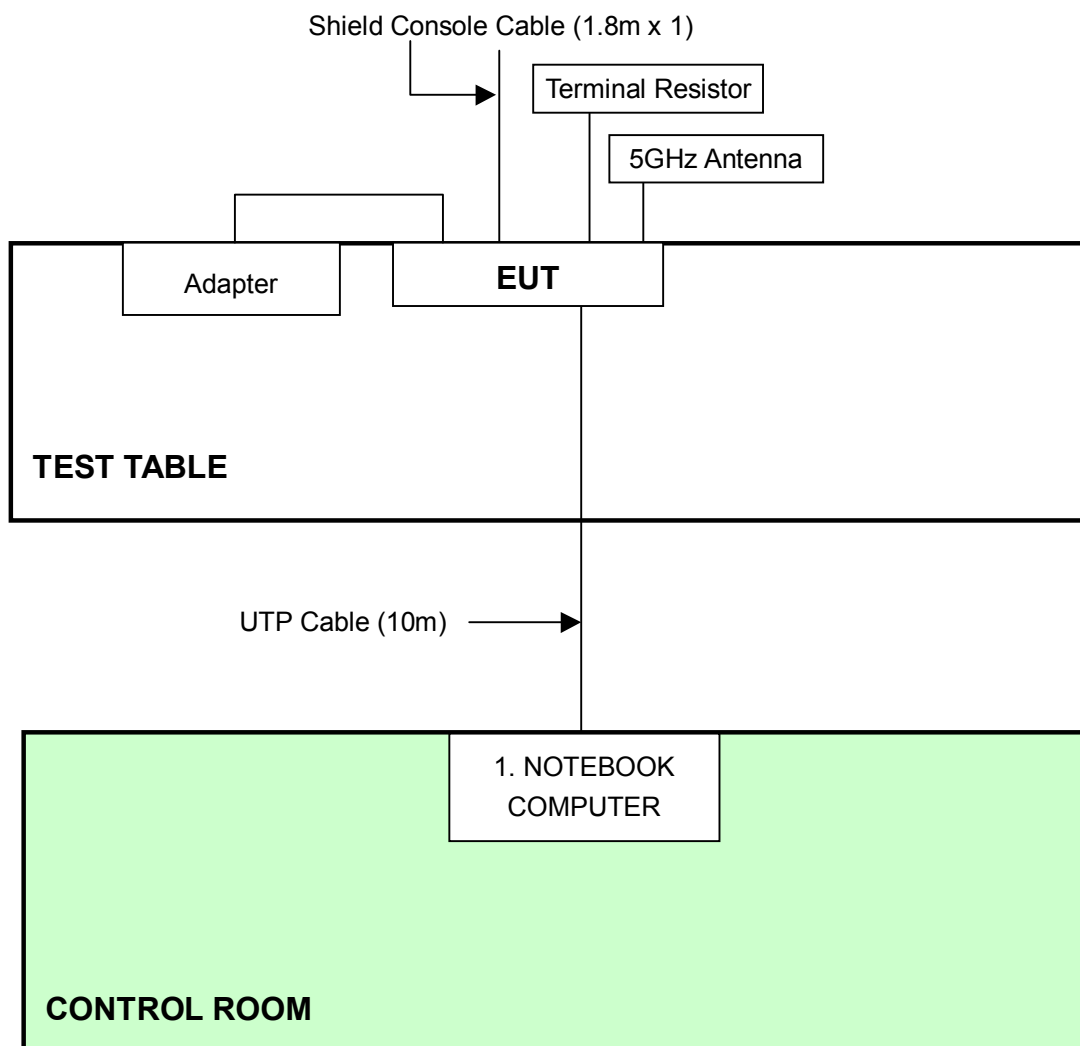 Shield Console Cable (1.8m x 1)
Terminal Resistor
5GHz Antenna
Adapter
EUT
TEST TABLE
UTP Cable (10m)
1. NOTEBOOK
COMPUTER
CONTROL ROOM